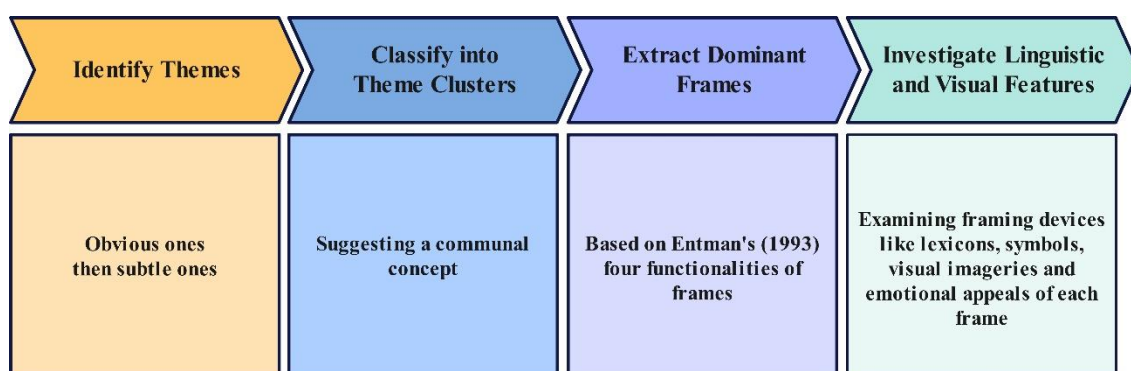 Identify Themes
Classify into
Theme Clusters
Extract Dominant
Frames
Investigate Linguistic
and Visual Features
Obvious ones
then subtle ones
Suggesting a communal
concept
Based on Entman's (1993)
four functionalities of
frames
Examining framing devices
like lexicons, symbols,
visual imageries and
emotional appeals of each
frame